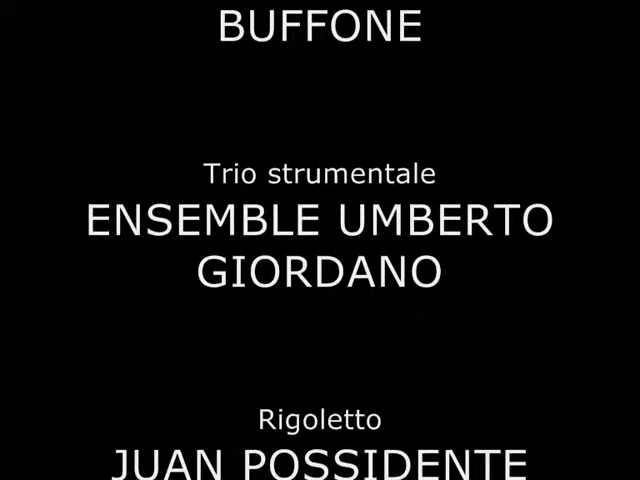 BUFFONE
Trio strumentale
ENSEMBLE UMBERTO
GIORDANO
Rigoletto
JUAN POSSIDENTE